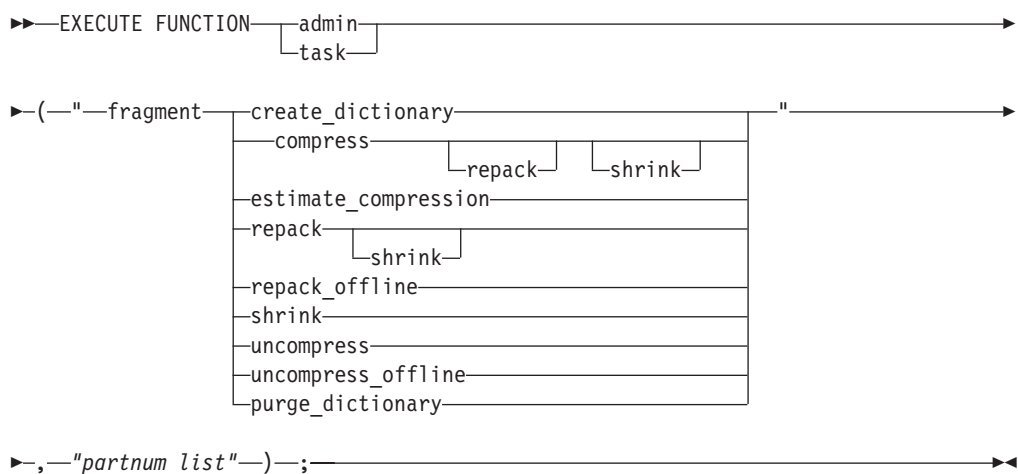 EXECUTE FUNCTION admin
task
( " fragment create_dictionary "
compress
repack shrink
estimate_compression
repack
shrink
repack_offline
shrink
uncompress
uncompress_offline
purge_dictionary
, "partnum list" ) ;